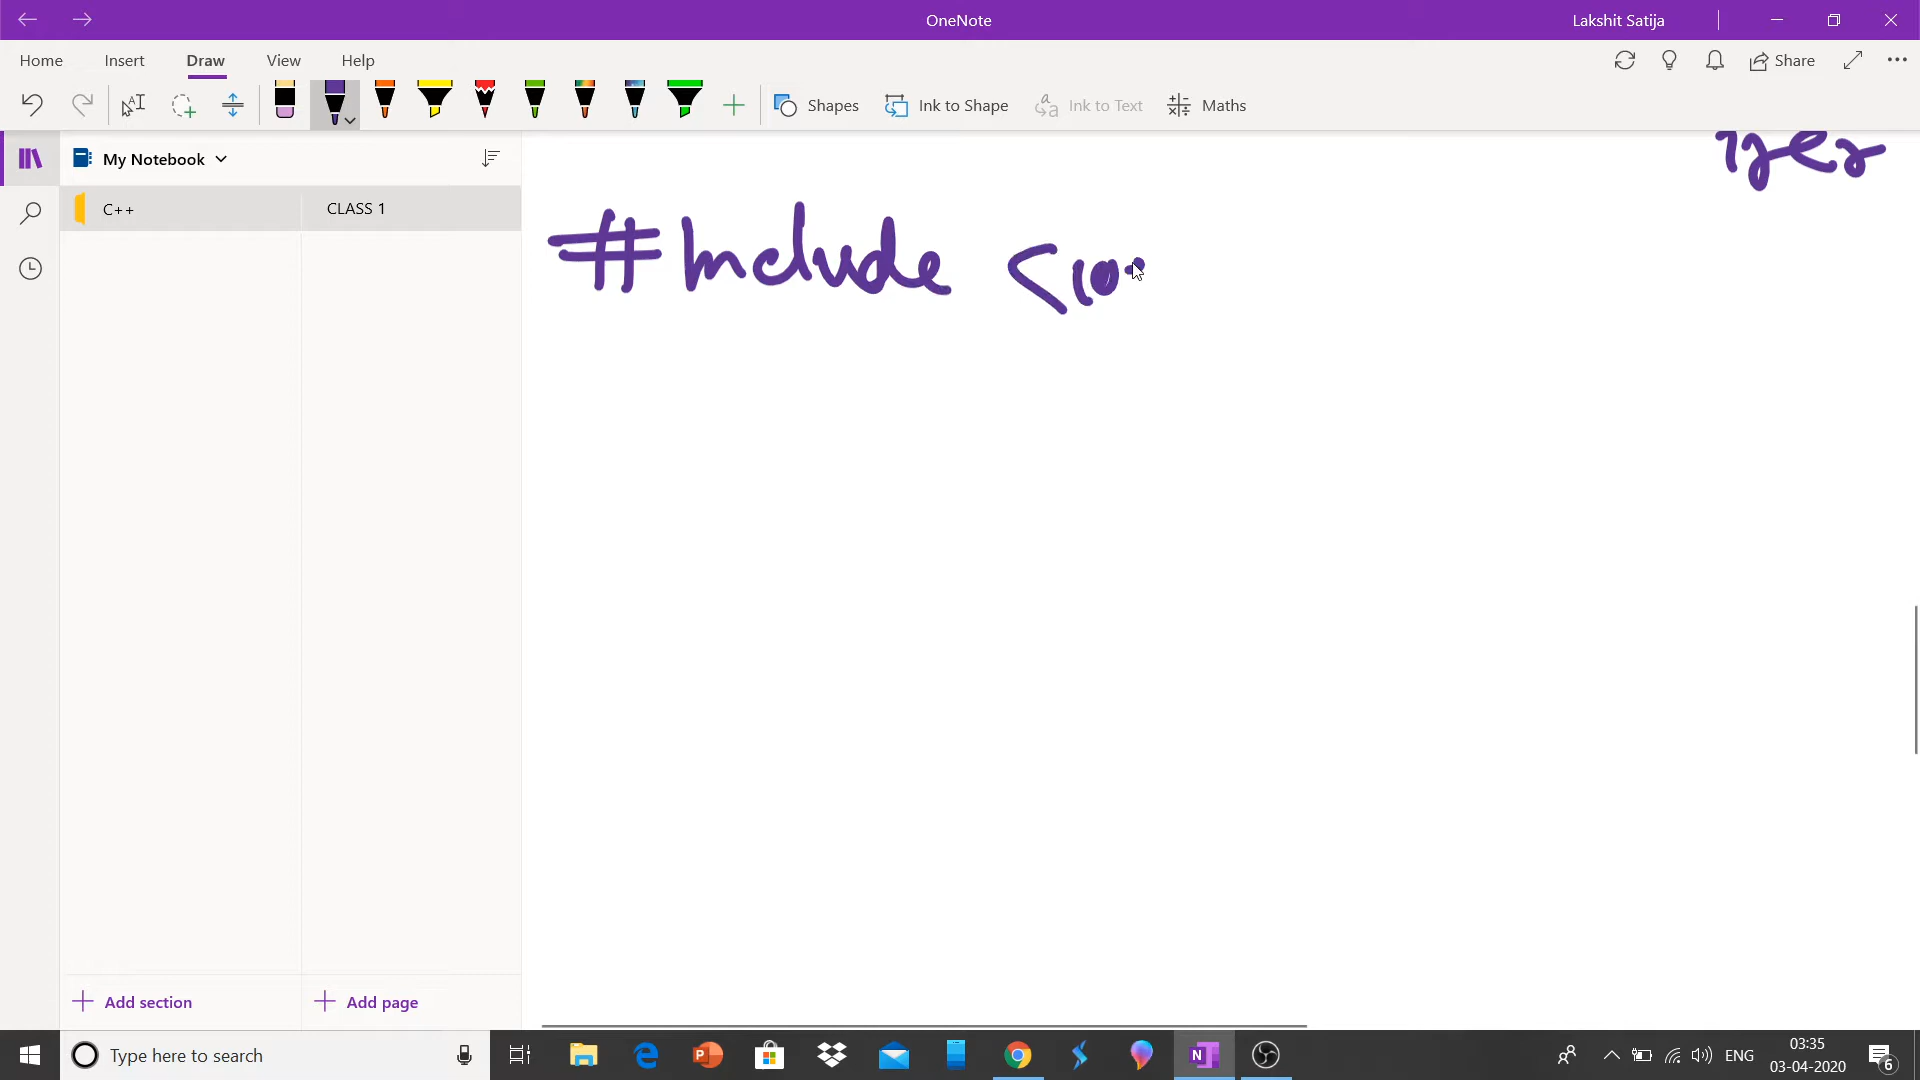 OneNote
Lakshit Satija
Home Insert Draw View Help
Share
Shapes Ink to Shape Ink to Text Maths
My Notebook
C++ CLASS 1
#Include <io
Add section Add page
Type here to search
ENG
03:35
03-04-2020
6